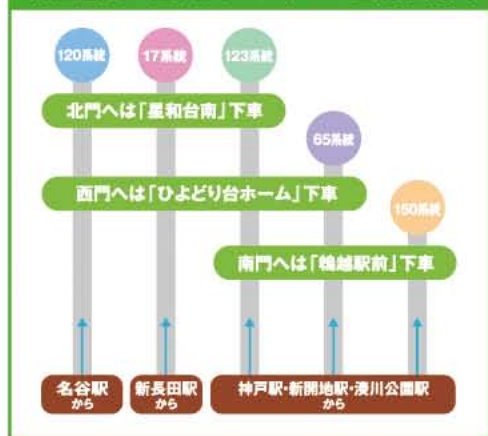 120系統
17系統
123系統
北門へは「星和台南」下車
65系統
西門へは「ひよどり台ホーム」下車
150系統
南門へは「鵯越駅前」下車
名谷駅
から
新長田駅
から
神戸駅・新開地駅・湊川公園駅
から